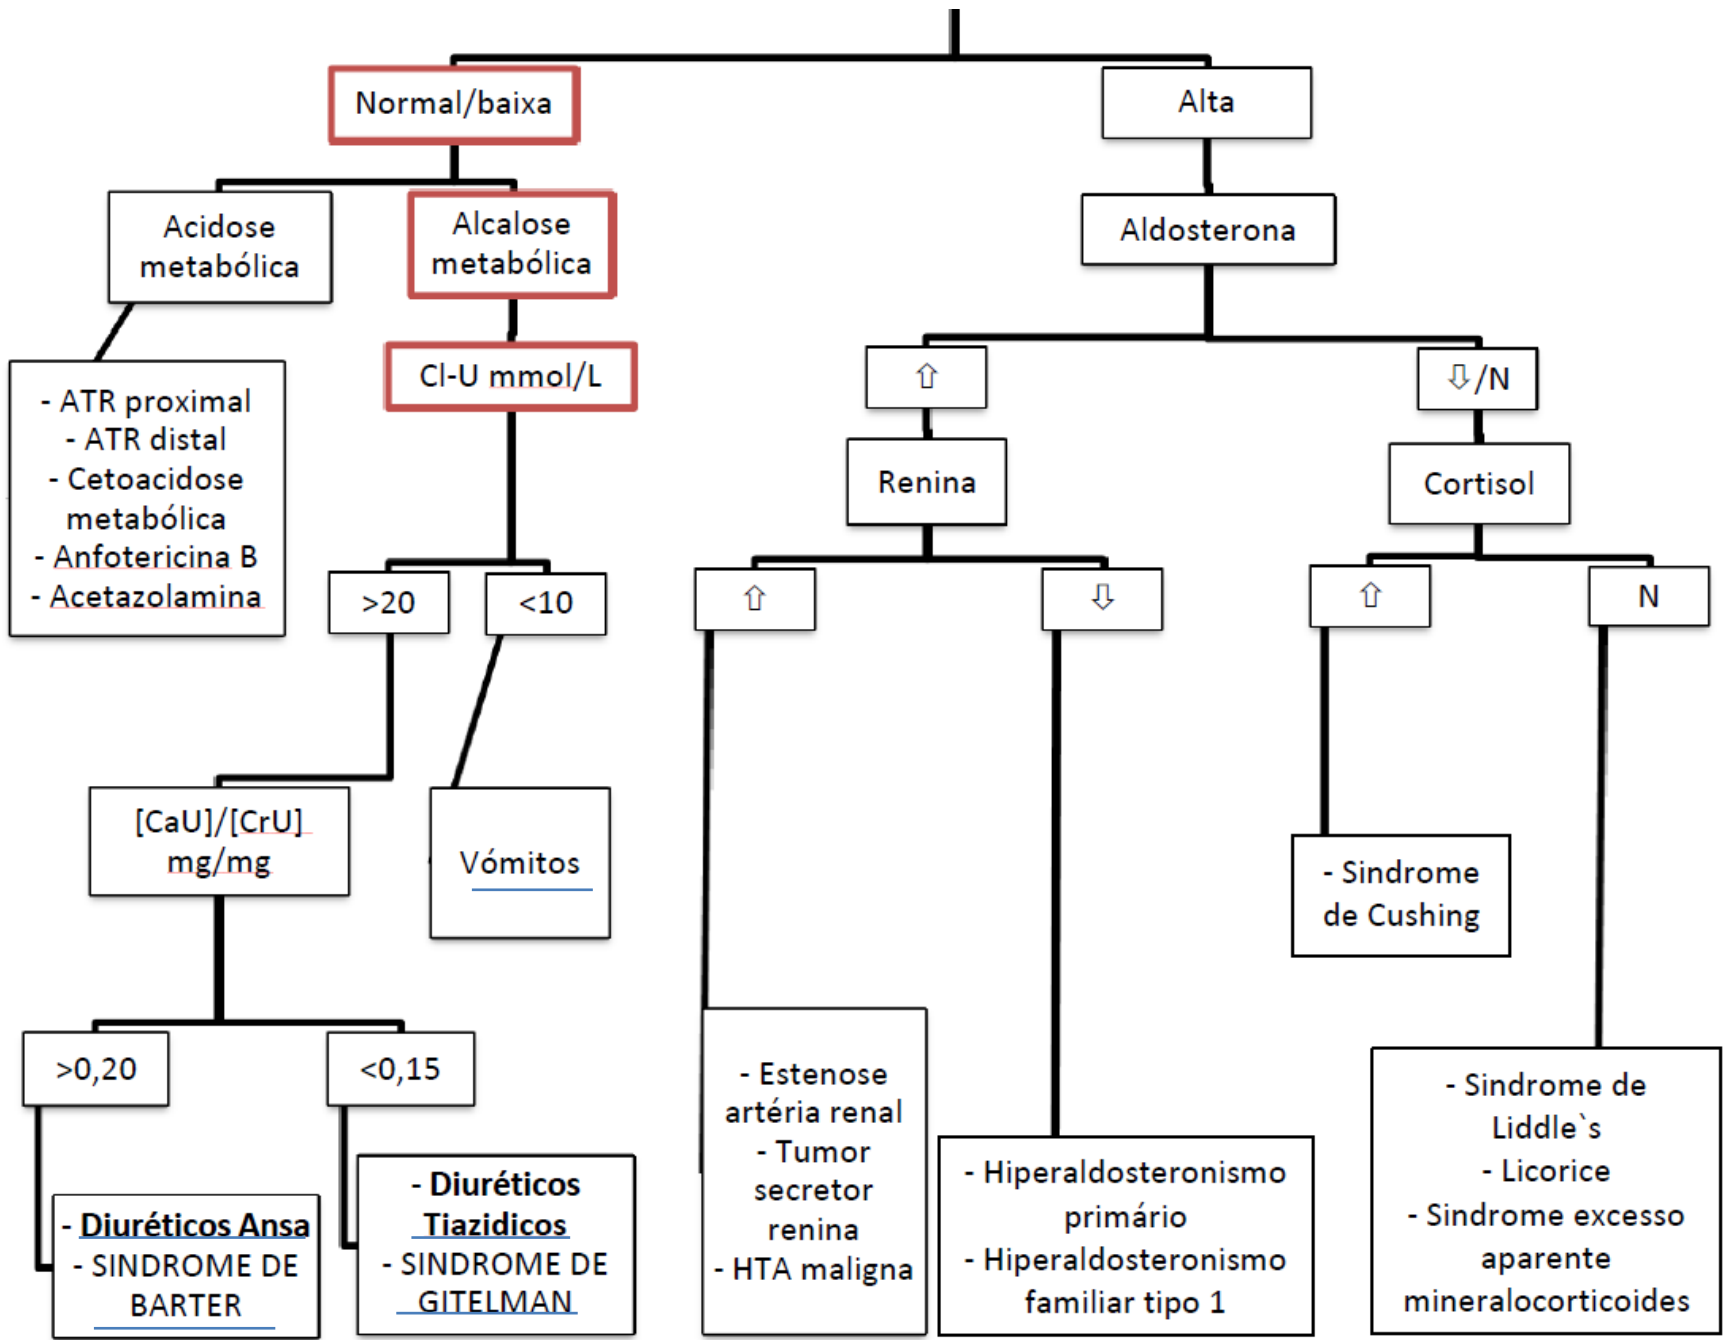 Normal/baixa
Alta
Acidose
metabólica
Alcalose
metabólica
Aldosterona
Cl-U mmol/L
⇧
⇩/N
- ATR proximal
- ATR distal
- Cetoacidose
metabólica
- Anfotericina B
- Acetazolamina
Renina
Cortisol
>20
<10
⇧
⇩
⇧
N
[CaU]/[CrU]
mg/mg
Vómitos
- Sindrome
de Cushing
>0,20
<0,15
- Estenose
artéria renal
- Tumor
secretor
renina
- HTA maligna
- Hiperaldosteronismo
primário
- Hiperaldosteronismo
familiar tipo 1
- Sindrome de
Liddle`s
- Licorice
- Sindrome excesso
aparente
mineralocorticoides
- Diuréticos Ansa
- SINDROME DE
BARTER
- Diuréticos
Tiazidicos
- SINDROME DE
GITELMAN